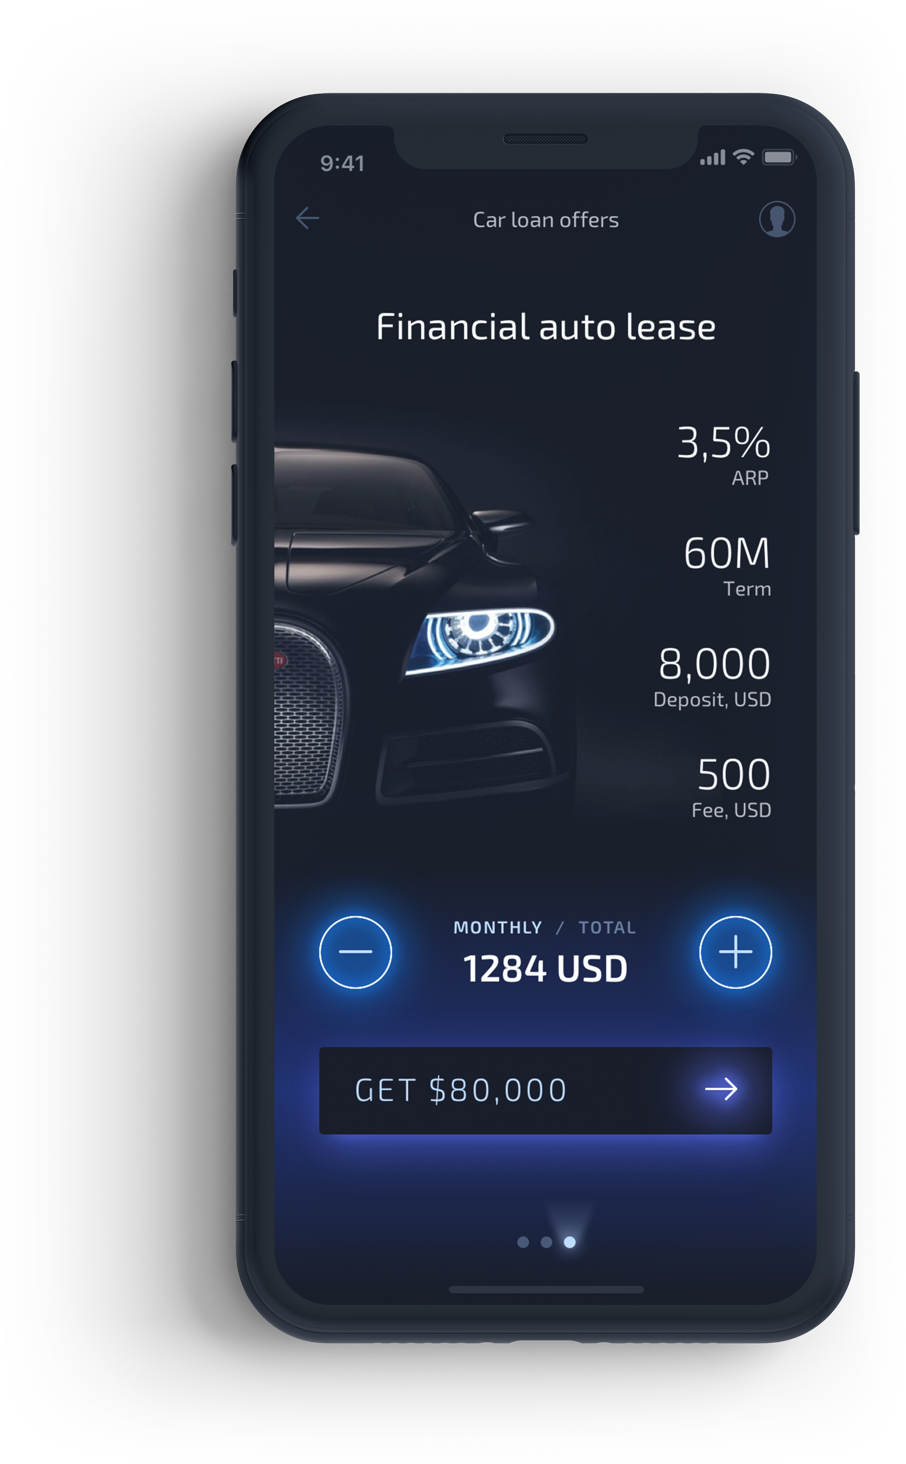 9:41
Car loan offers
Financial auto lease
3,5%
ARP
60M
Term
8,000
Deposit, USD
500
Fee, USD
MONTHLY / TOTAL
1284 USD
GET $80,000